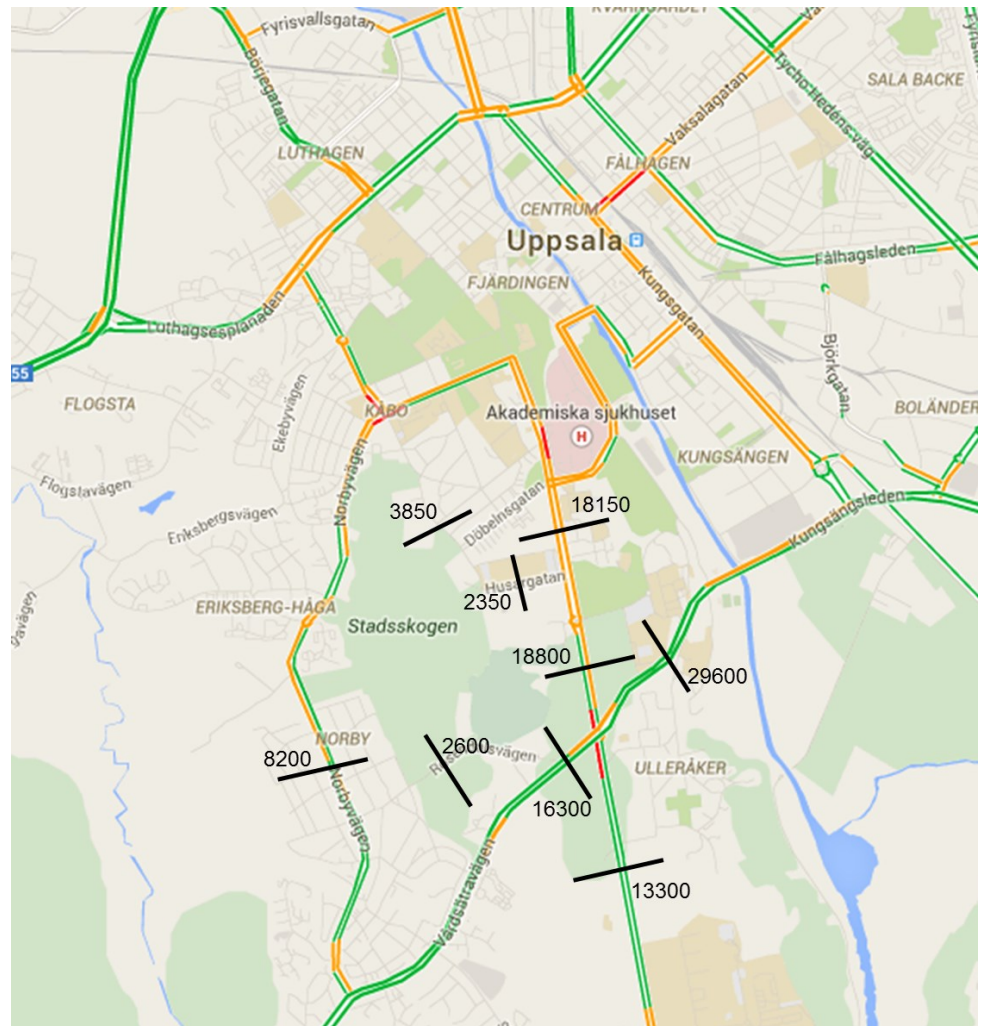 KVARNGÄRDET
Fyrisvallsgatan
Börjegatan
Tycho Hedéns väg
SALA BACKE
Vaksalagatan
LUTHAGEN
FÅLHAGEN
CENTRUM
Uppsala
Fålhagsleden
FJÄRDINGEN
Kungsgatan
Luthagsesplanaden
Björkgatan
55
FLOGSTA
Ekebyvägen
KÅBO
Akademiska sjukhuset
H
BOLÄNDER
KUNGSÄNGEN
Flogstavägen
Norbyvägen
Eriksbergsvägen
Döbelnsgatan
Kungsängsleden
3850
18150
Husargatan
2350
ERIKSBERG-HÅGA
Stadsskogen
18800
29600
NORBY
8200
2600
ULLERÅKER
Norbyvägen
16300
13300
Vårdsätravägen